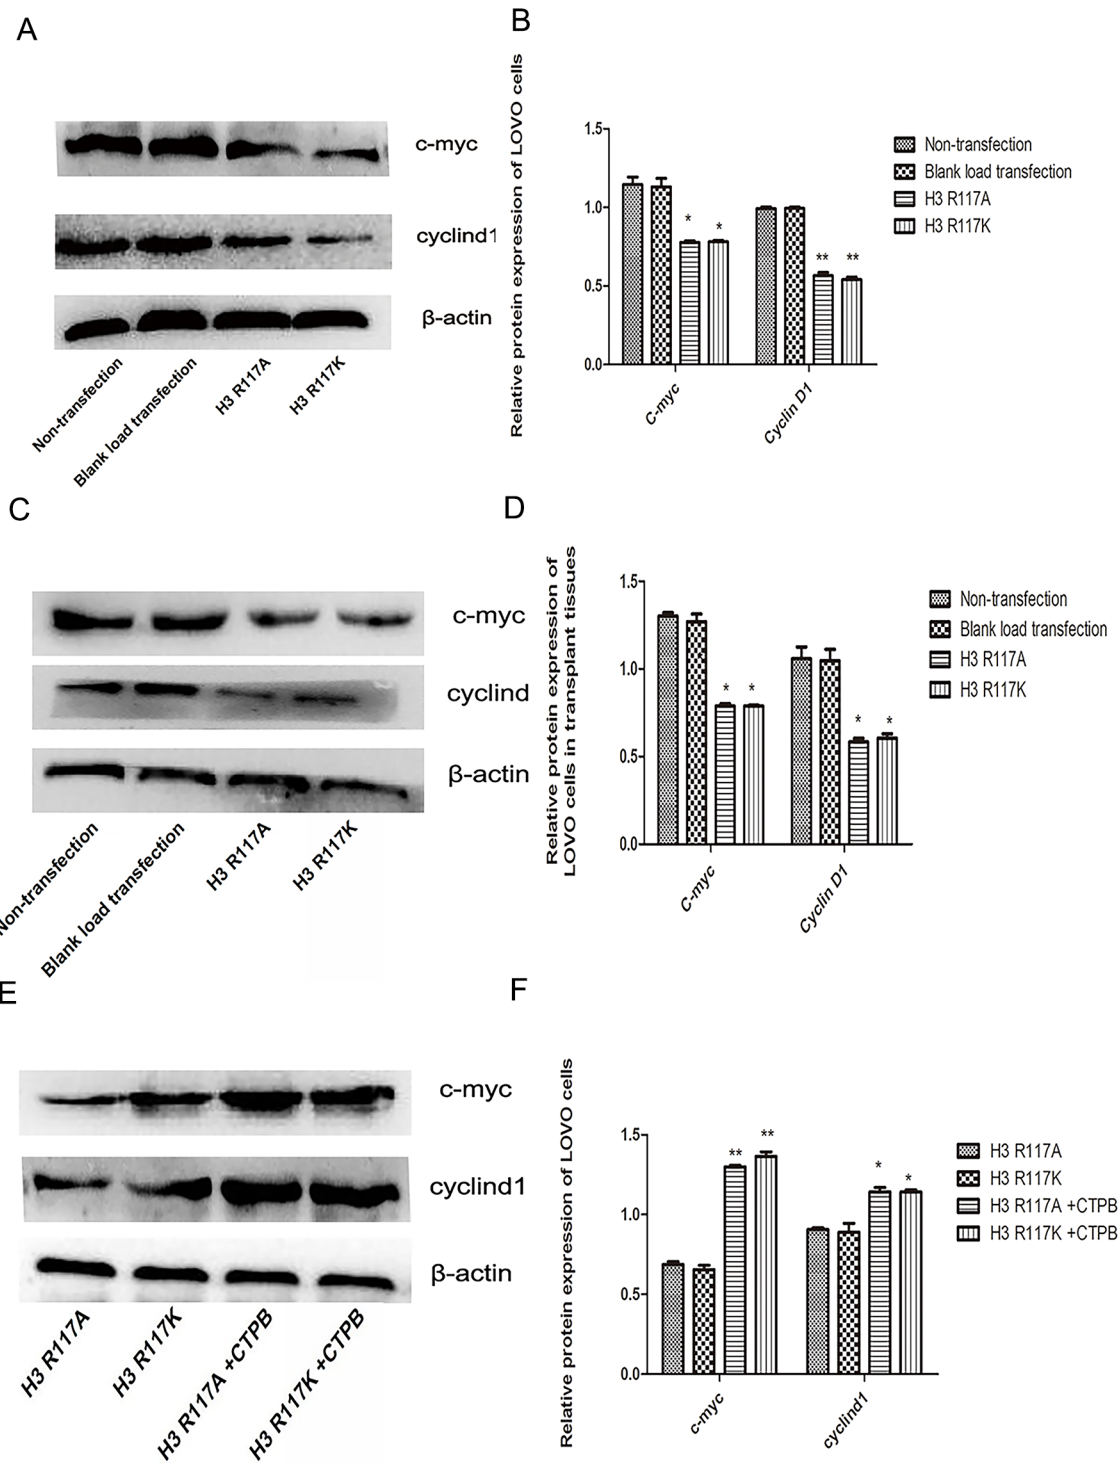 A
c-myc
cyclind1
β-actin
Non-transfection
Blank load transfection
H3 R117A
H3 R117K
B
Relative protein expression of LOVO cells
1.5
1.0
0.5
0.0
*
*
**
**
C-myc
Cyclin D1
Non-transfection
Blank load transfection
H3 R117A
H3 R117K
C
c-myc
cyclind
β-actin
Non-transfection
Blank load transfection
H3 R117A
H3 R117K
D
Relative protein expression of
LOVO cells in transplant tissues
1.5
1.0
0.5
0.0
*
*
*
*
C-myc
Cyclin D1
Non-transfection
Blank load transfection
H3 R117A
H3 R117K
E
c-myc
cyclind1
β-actin
H3 R117A
H3 R117K
H3 R117A +CTPB
H3 R117K +CTPB
F
Relative protein expression of LOVO cells
1.5
1.0
0.5
0.0
**
**
*
*
c-myc
cyclind1
H3 R117A
H3 R117K
H3 R117A +CTPB
H3 R117K +CTPB